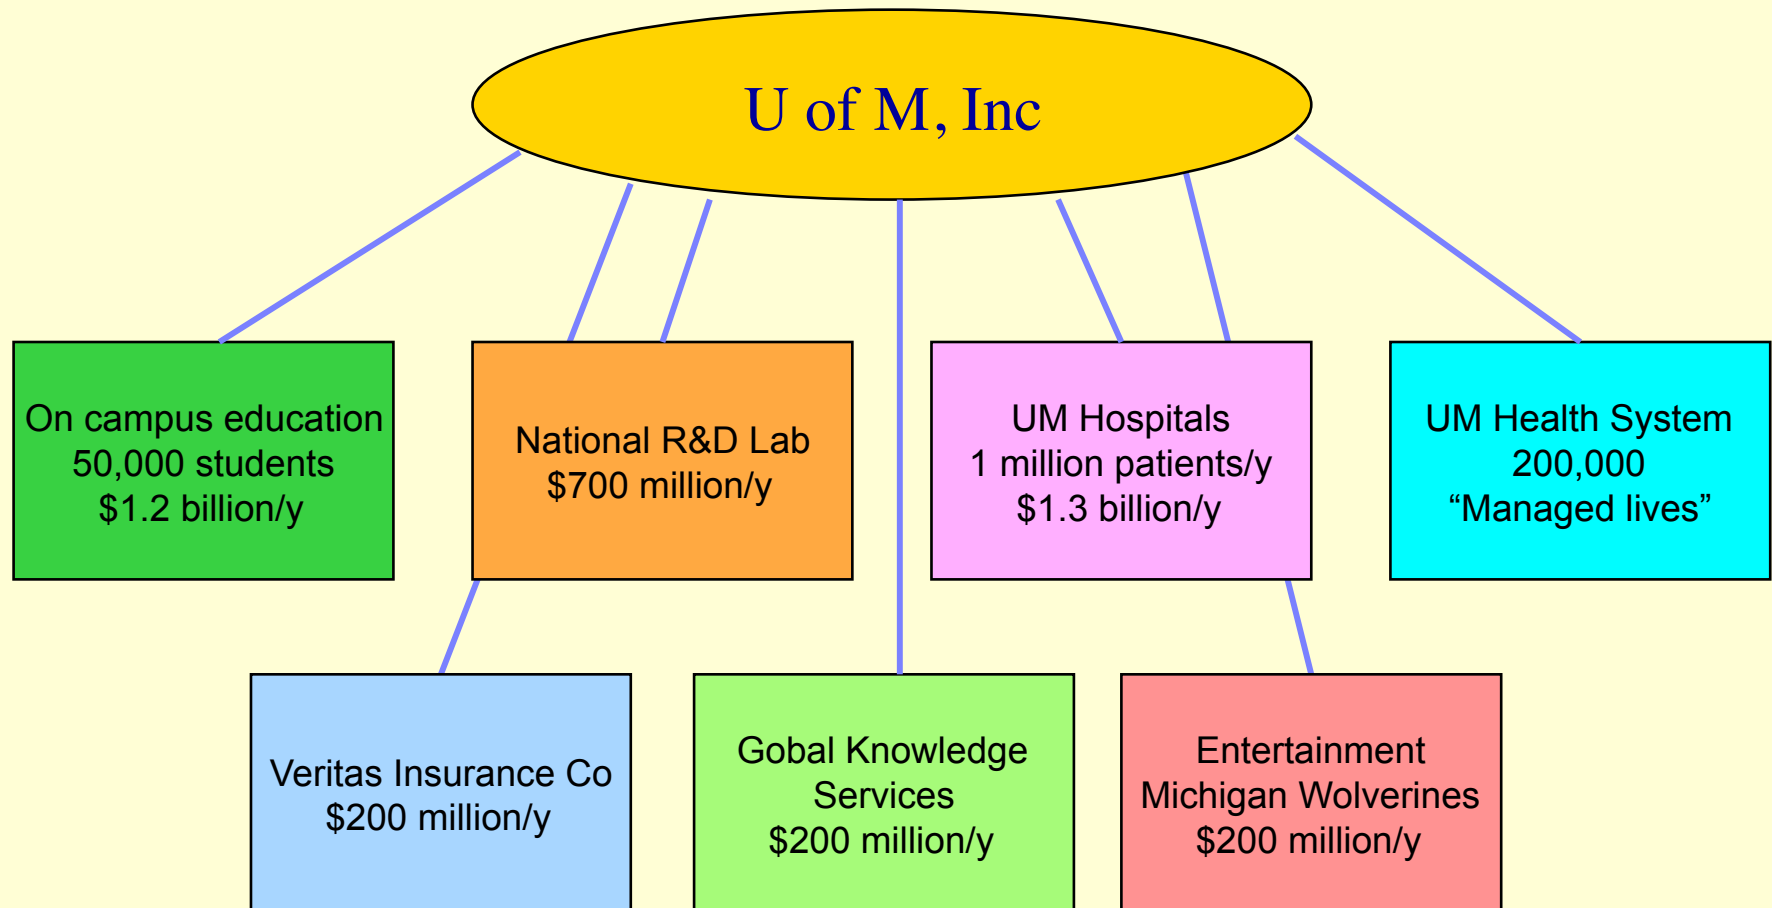 U of M, Inc
On campus education
50,000 students
$1.2 billion/y
National R&D Lab
$700 million/y
UM Hospitals
1 million patients/y
$1.3 billion/y
UM Health System
200,000
“Managed lives”
Veritas Insurance Co
$200 million/y
Gobal Knowledge
Services
$200 million/y
Entertainment
Michigan Wolverines
$200 million/y